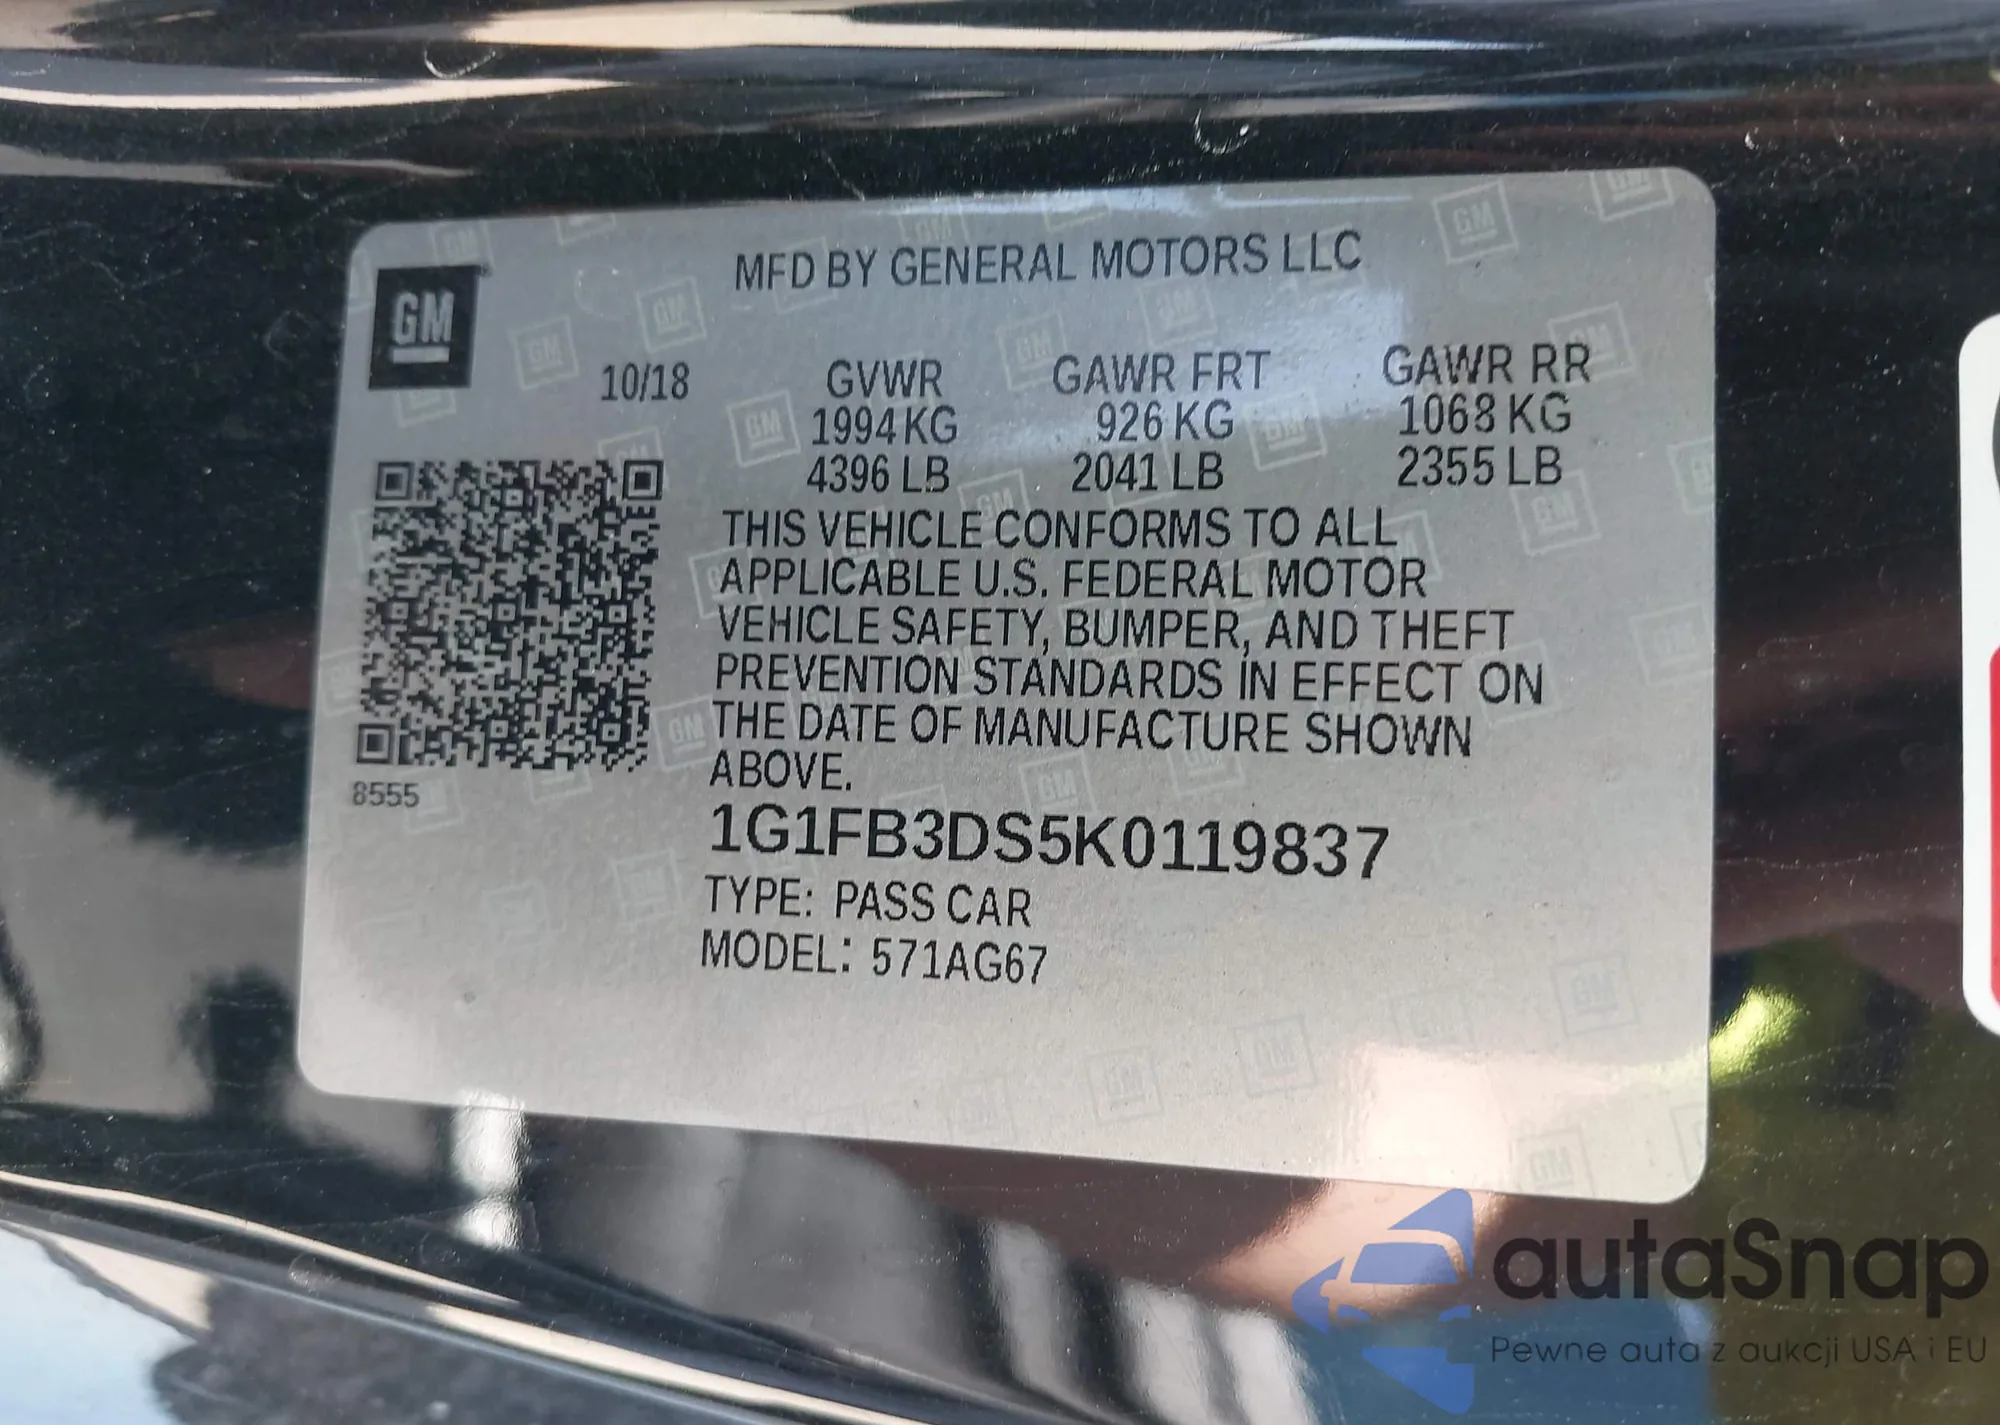 MFD BY GENERAL MOTORS LLC
GM
10/18 GVWR GAWR FRT GAWR RR
1994 KG 926 KG 1068 KG
4396 LB 2041 LB 2355 LB
THIS VEHICLE CONFORMS TO ALL
APPLICABLE U.S. FEDERAL MOTOR
VEHICLE SAFETY, BUMPER, AND THEFT
PREVENTION STANDARDS IN EFFECT ON
THE DATE OF MANUFACTURE SHOWN
ABOVE.
8555
1G1FB3DS5K0119837
TYPE: PASS CAR
MODEL: 571AG67
autaSnap
Pewne auta z aukcji USA i EU